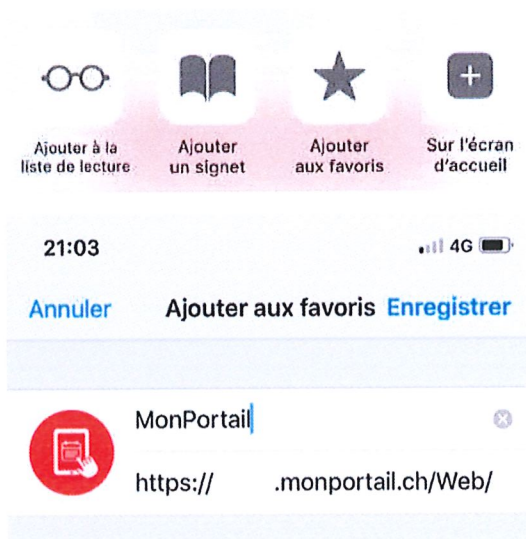 Ajouter à la
liste de lecture
Ajouter
un signet
Ajouter
aux favoris
Sur l'écran
d'accueil
21:03
4G
Annuler
Ajouter aux favoris
Enregistrer
MonPortail
https:// .monportail.ch/Web/